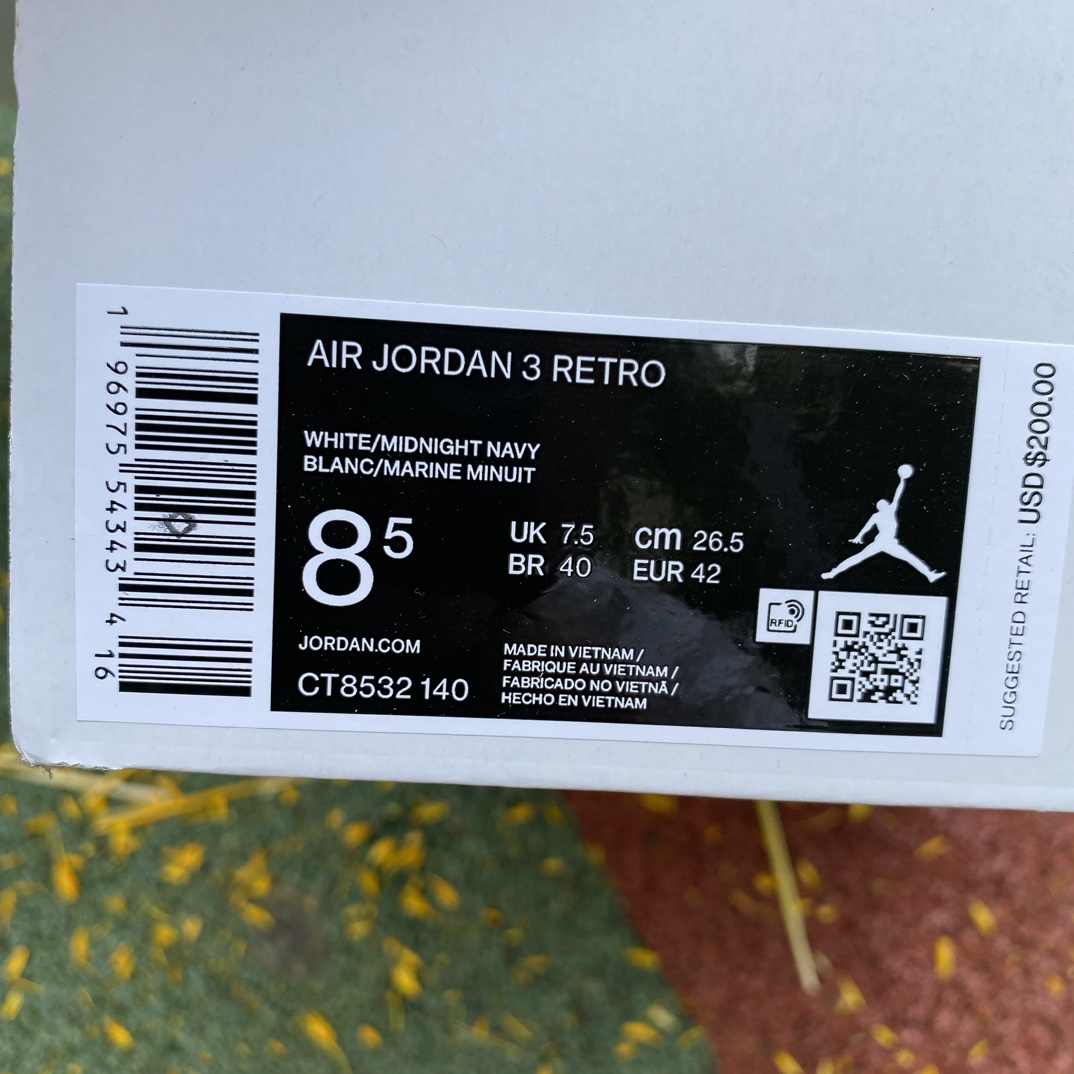 1 96975 54343 4 16
AIR JORDAN 3 RETRO
WHITE/MIDNIGHT NAVY
BLANC/MARINE MINUIT
8 5
UK 7.5 cm 26.5
BR 40 EUR 42
RFID
JORDAN.COM
CT8532 140
MADE IN VIETNAM /
FABRIQUE AU VIETNAM /
FABRICADO NO VIETNÃ /
HECHO EN VIETNAM
SUGGESTED RETAIL: USD $200.00